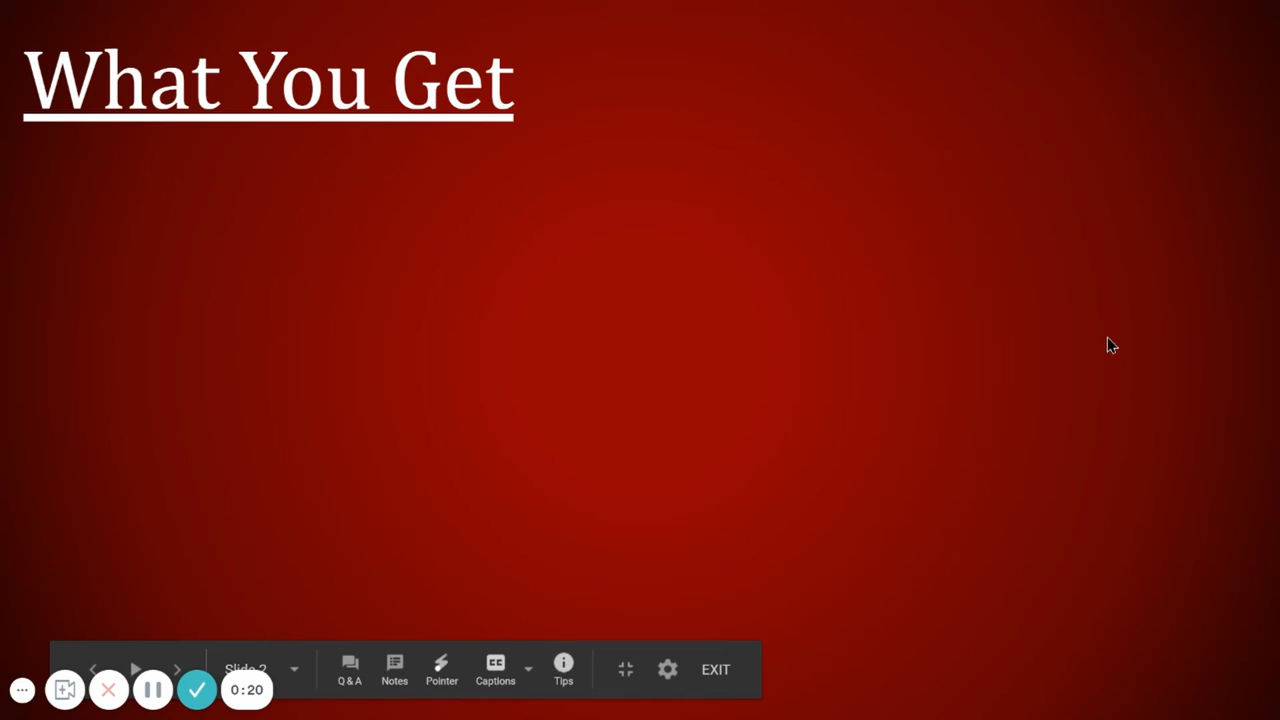 What You Get
Slide 2
Q & A
Notes
Pointer
Captions
Tips
EXIT
0:20